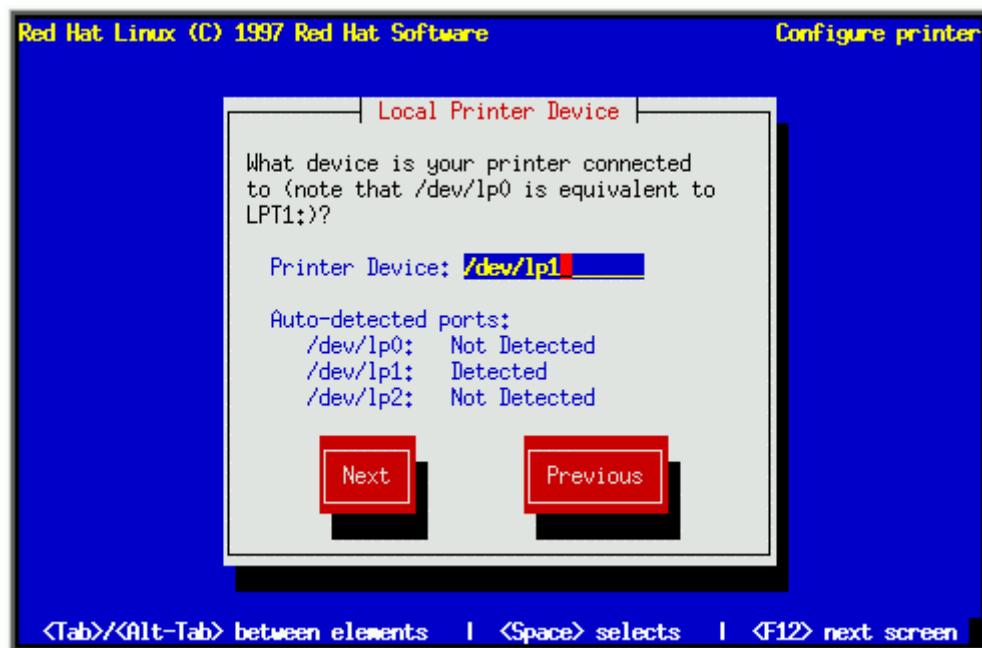 Red Hat Linux (C) 1997 Red Hat Software Configure printer
Local Printer Device
What device is your printer connected
to (note that /dev/lp0 is equivalent to
LPT1:)?
Printer Device: /dev/lp1
Auto-detected ports:
/dev/lp0: Not Detected
/dev/lp1: Detected
/dev/lp2: Not Detected
Next Previous
<Tab>/<Alt-Tab> between elements | <Space> selects | <F12> next screen